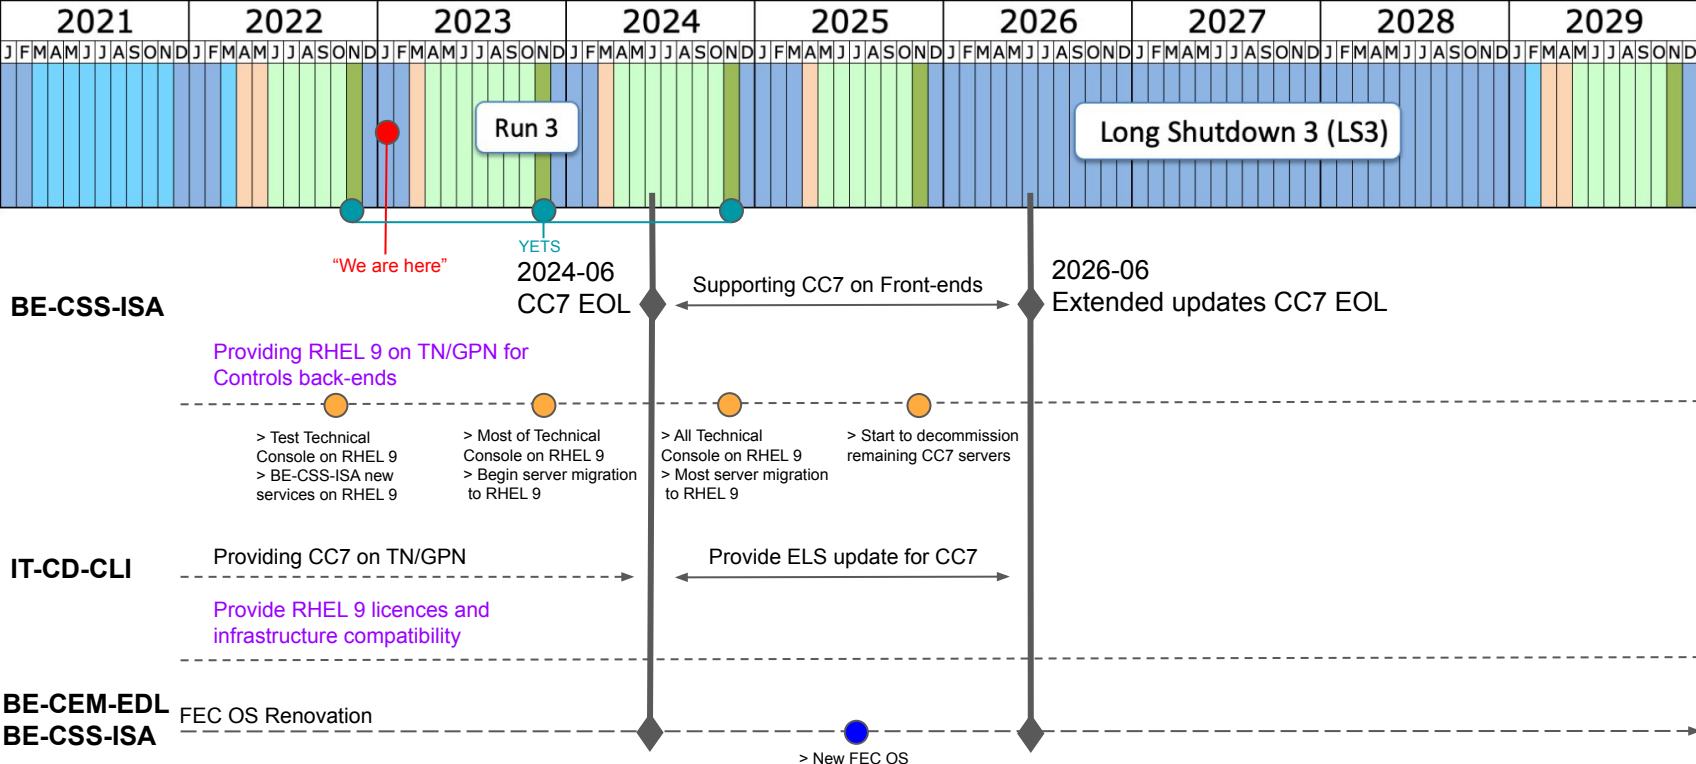 2021 2022 2023 2024 2025 2026 2027 2028 2029
J F M A M J J A S O N D J F M A M J J A S O N D J F M A M J J A S O N D J F M A M J J A S O N D J F M A M J J A S O N D J F M A M J J A S O N D J F M A M J J A S O N D J F M A M J J A S O N D J F M A M J J A S O N D
Run 3
Long Shutdown 3 (LS3)
YETS
“We are here”
2024-06
CC7 EOL
Supporting CC7 on Front-ends
2026-06
Extended updates CC7 EOL
BE-CSS-ISA
Providing RHEL 9 on TN/GPN for
Controls back-ends
> Test Technical
Console on RHEL 9
> BE-CSS-ISA new
services on RHEL 9
> Most of Technical
Console on RHEL 9
> Begin server migration
to RHEL 9
> All Technical
Console on RHEL 9
> Most server migration
to RHEL 9
> Start to decommission
remaining CC7 servers
IT-CD-CLI
Providing CC7 on TN/GPN
Provide ELS update for CC7
Provide RHEL 9 licences and
infrastructure compatibility
BE-CEM-EDL
BE-CSS-ISA
FEC OS Renovation
> New FEC OS